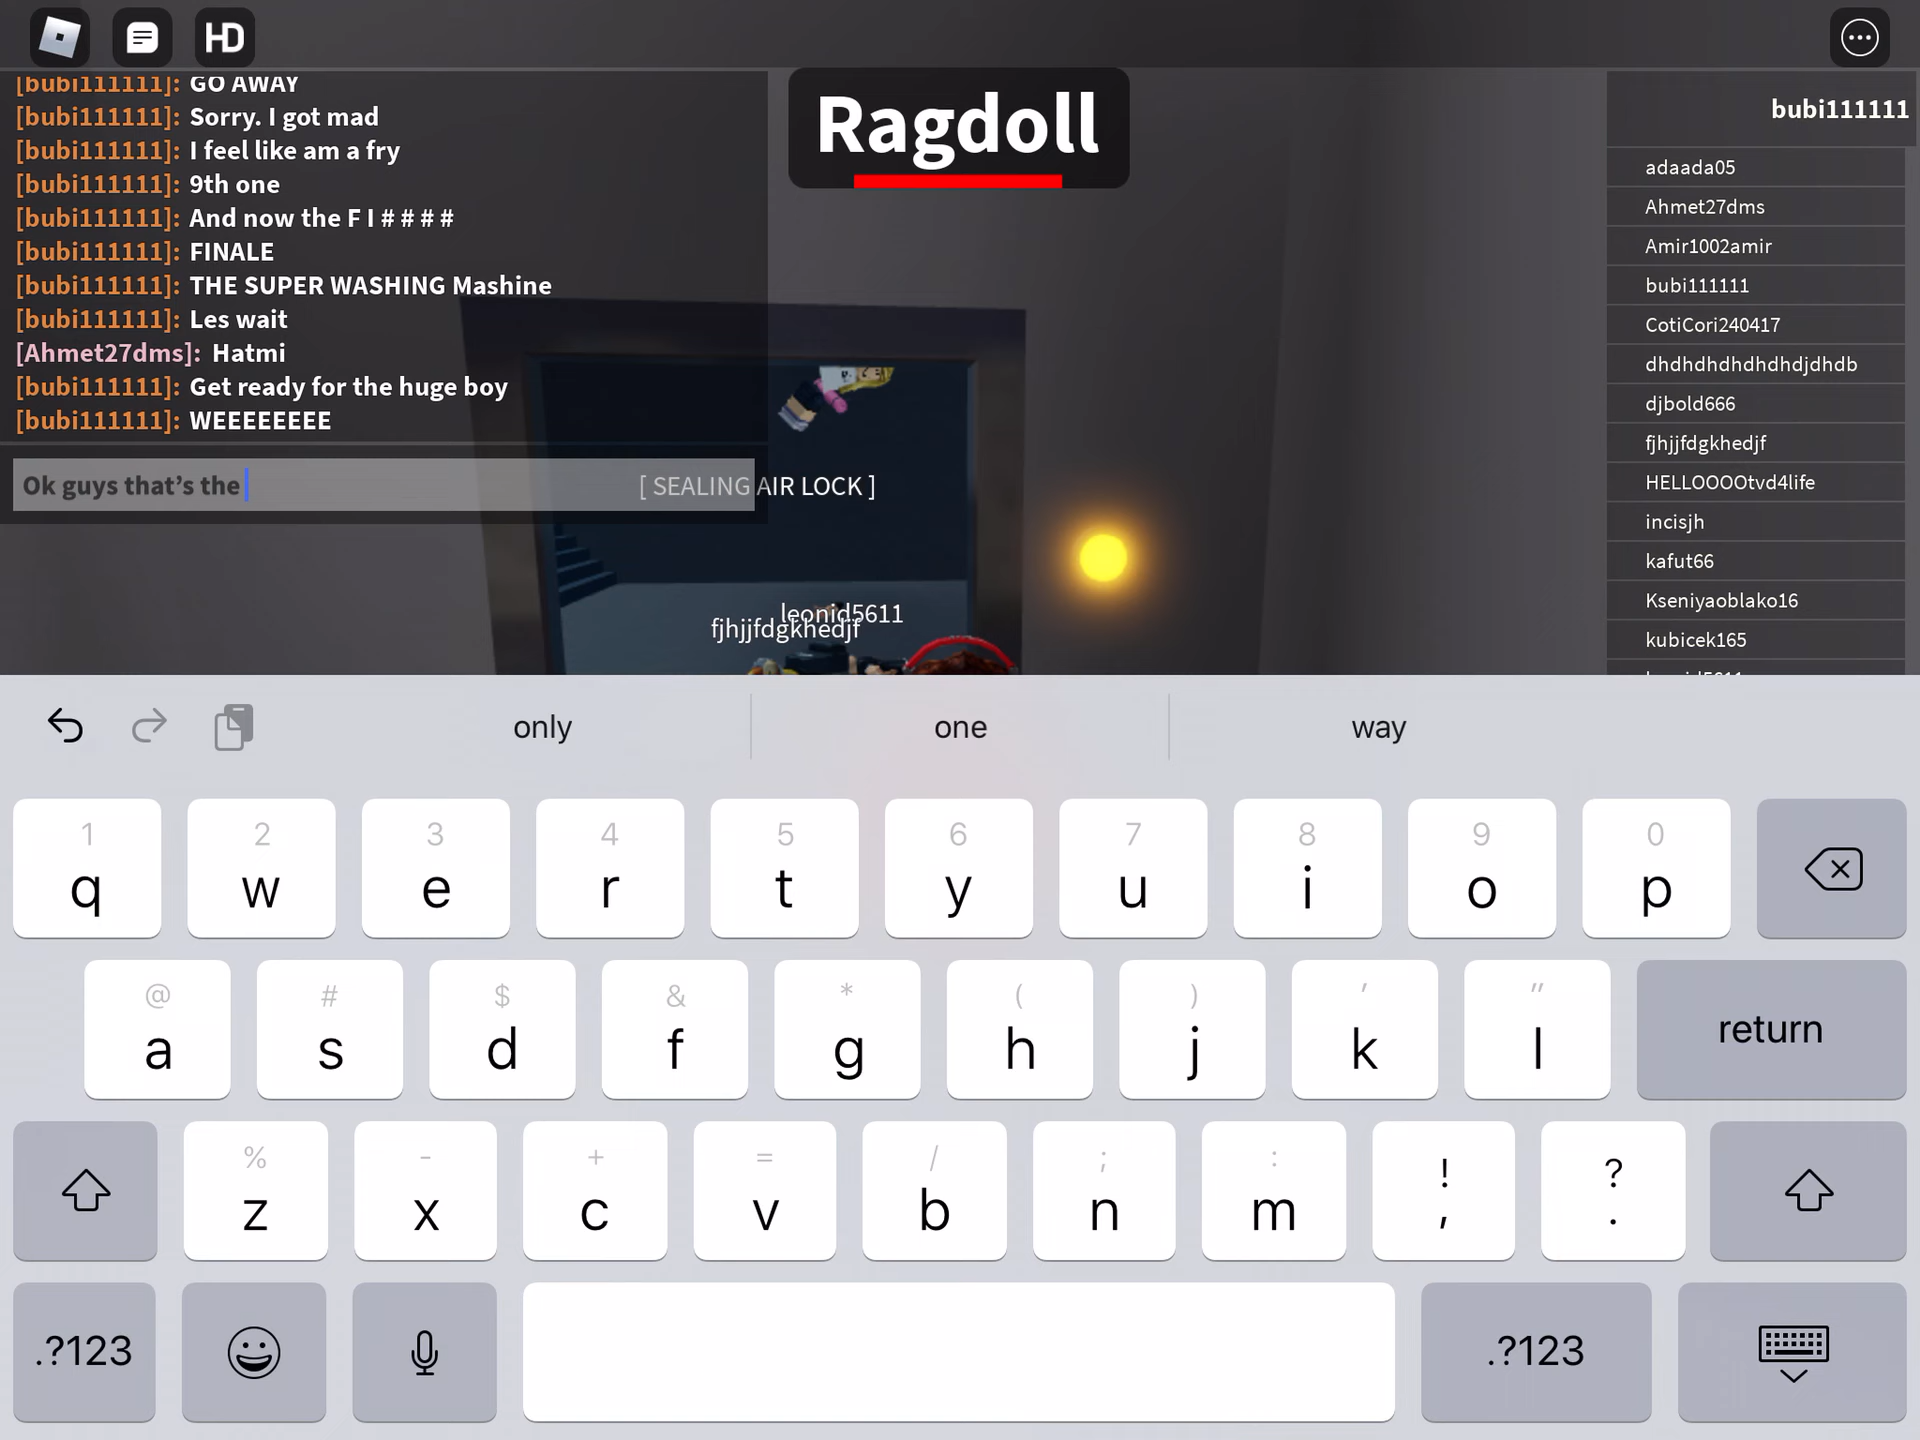 HD
[bubi111111]: GO AWAY
[bubi111111]: Sorry. I got mad
[bubi111111]: I feel like am a fry
[bubi111111]: 9th one
[bubi111111]: And now the F I # # # #
[bubi111111]: FINALE
[bubi111111]: THE SUPER WASHING Mashine
[bubi111111]: Les wait
[Ahmet27dms]: Hatmi
[bubi111111]: Get ready for the huge boy
[bubi111111]: WEEEEEEEE
Ok guys that’s the
[ SEALING AIR LOCK ]
Ragdoll
leonid5611
fjhjjfdgkhedjf
bubi111111
adaada05
Ahmet27dms
Amir1002amir
bubi111111
CotiCori240417
dhdhdhdhdhdhdjdhdb
djbold666
fjhjjfdgkhedjf
HELLOOOOtvd4life
incisjh
kafut66
Kseniyaoblako16
kubicek165
only one way
1 2 3 4 5 6 7 8 9 0
q w e r t y u i o p
@ # $ & * ( ) ' "
a s d f g h j k l return
% - + = / ; : ! ?
z x c v b n m , .
.?123 .?123